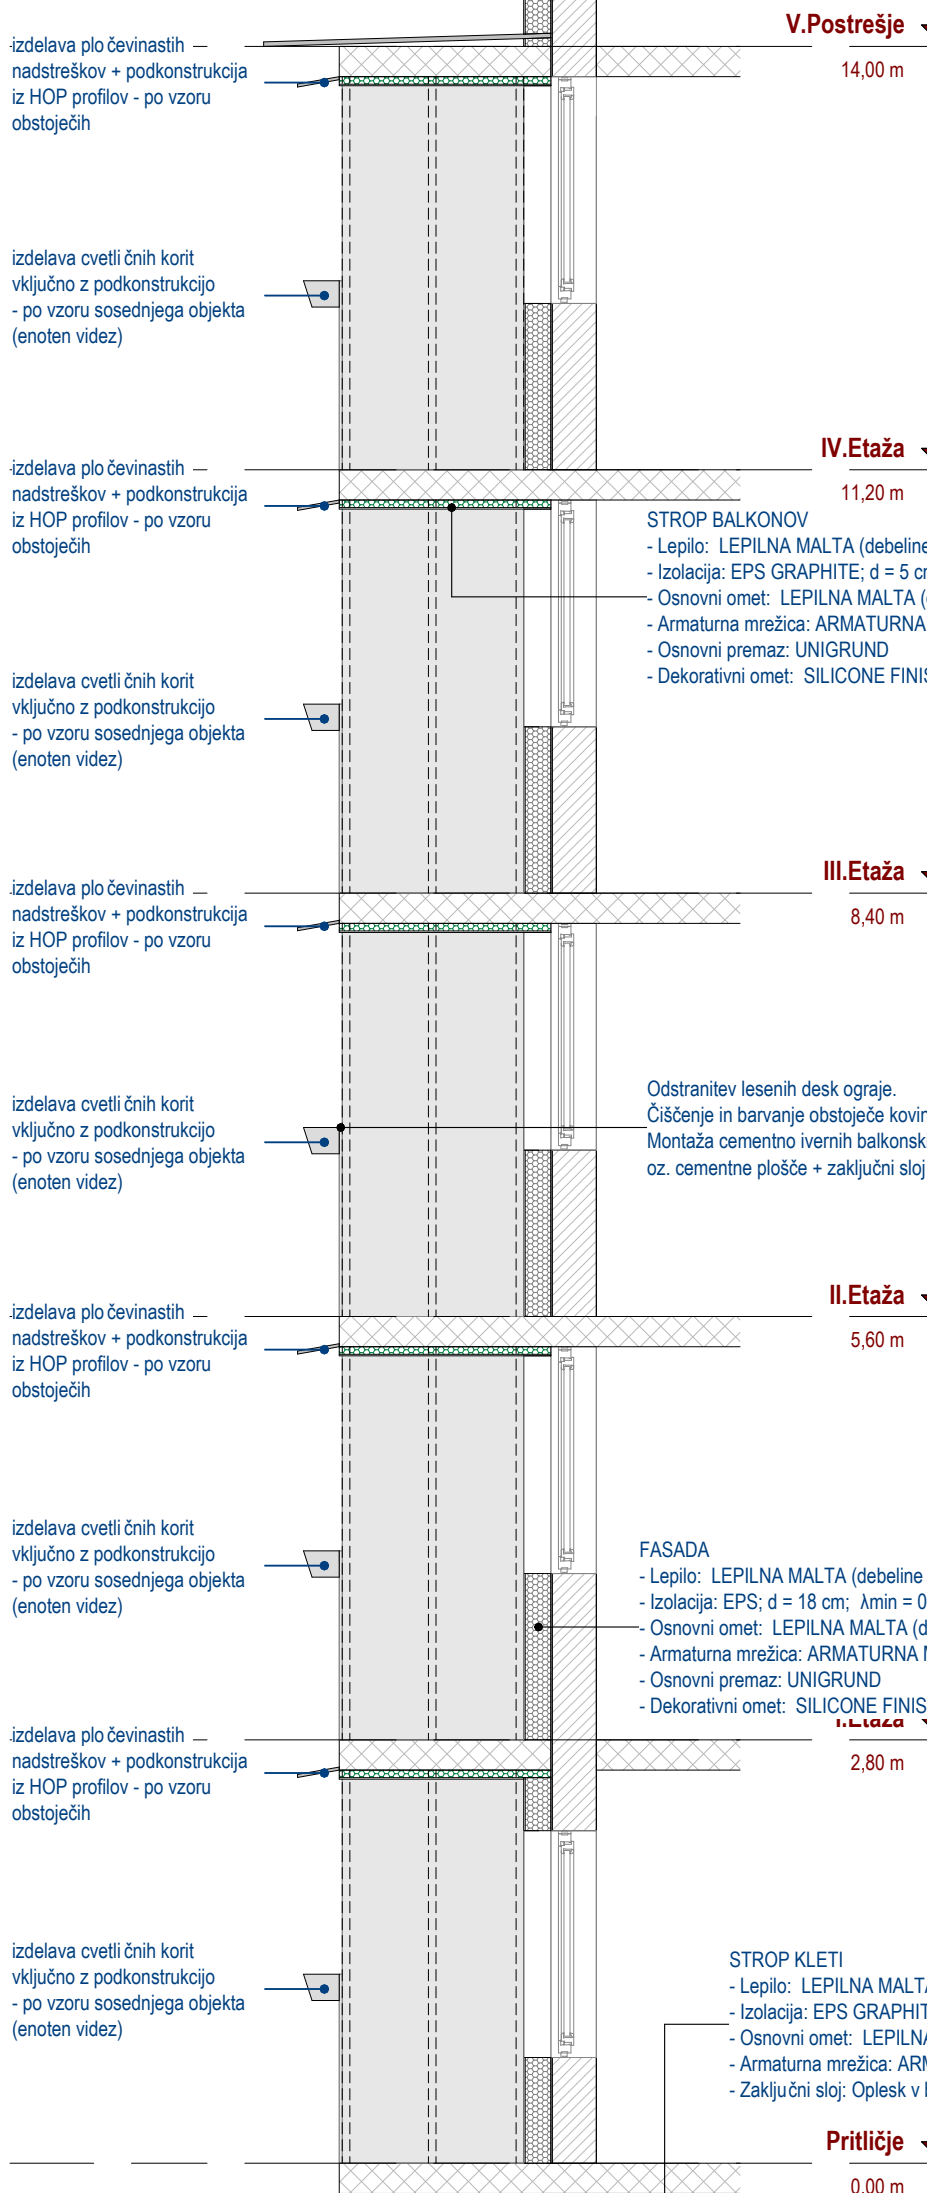 V.Postrešje
14,00 m
izdelava pločevinastih
nadstreškov + podkonstrukcija
iz HOP profilov - po vzoru
obstoječih
izdelava cvetličnih korit
vključno z podkonstrukcijo
- po vzoru sosednjega objekta
(enoten videz)
IV.Etaža
11,20 m
izdelava pločevinastih
nadstreškov + podkonstrukcija
iz HOP profilov - po vzoru
obstoječih
STROP BALKONOV
- Lepilo: LEPILNA MALTA (debeline
- Izolacija: EPS GRAPHITE; d = 5
- Osnovni omet: LEPILNA MALTA
- Armaturna mrežica: ARMATURNA
- Osnovni premaz: UNIGRUND
- Dekorativni omet: SILICONE
izdelava cvetličnih korit
vključno z podkonstrukcijo
- po vzoru sosednjega objekta
(enoten videz)
III.Etaža
8,40 m
izdelava pločevinastih
nadstreškov + podkonstrukcija
iz HOP profilov - po vzoru
obstoječih
Odstranitev lesenih desk ograje.
Čiščenje in barvanje obstoječe
Montaža cementno ivernih
oz. cementne plošče + zaključni sloj
izdelava cvetličnih korit
vključno z podkonstrukcijo
- po vzoru sosednjega objekta
(enoten videz)
II.Etaža
5,60 m
izdelava pločevinastih
nadstreškov + podkonstrukcija
iz HOP profilov - po vzoru
obstoječih
izdelava cvetličnih korit
vključno z podkonstrukcijo
- po vzoru sosednjega objekta
(enoten videz)
FASADA
- Lepilo: LEPILNA MALTA (debeline
- Izolacija: EPS; d = 18 cm; λmin = 0
- Osnovni omet: LEPILNA MALTA
- Armaturna mrežica: ARMATURNA
- Osnovni premaz: UNIGRUND
- Dekorativni omet: SILICONE
I.Etaža
2,80 m
izdelava pločevinastih
nadstreškov + podkonstrukcija
iz HOP profilov - po vzoru
obstoječih
izdelava cvetličnih korit
vključno z podkonstrukcijo
- po vzoru sosednjega objekta
(enoten videz)
STROP KLETI
- Lepilo: LEPILNA
- Izolacija: EPS
- Osnovni omet:
- Armaturna mrežica:
- Zaključni sloj: Oplesk v
Pritličje
0,00 m